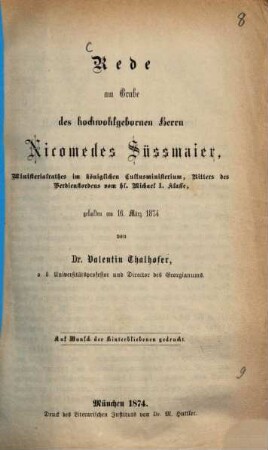 8
Rede
am Grabe
des hochwohlgebornen Herrn
Nicomedes Süssmaier,
Ministerialrathes im königlichen Cultusministerium, Ritters des
Verdienstordens vom hl. Michael I. Klasse,
gehalten am 16. März 1874
von
Dr. Valentin Thalhofer,
o. ö. Universitätsprofessor und Director des Georgianums.
Auf Wunsch der Hinterbliebenen gedruckt.
9
München 1874.
Druck des Literarischen Instituts von Dr. M. Huttler.